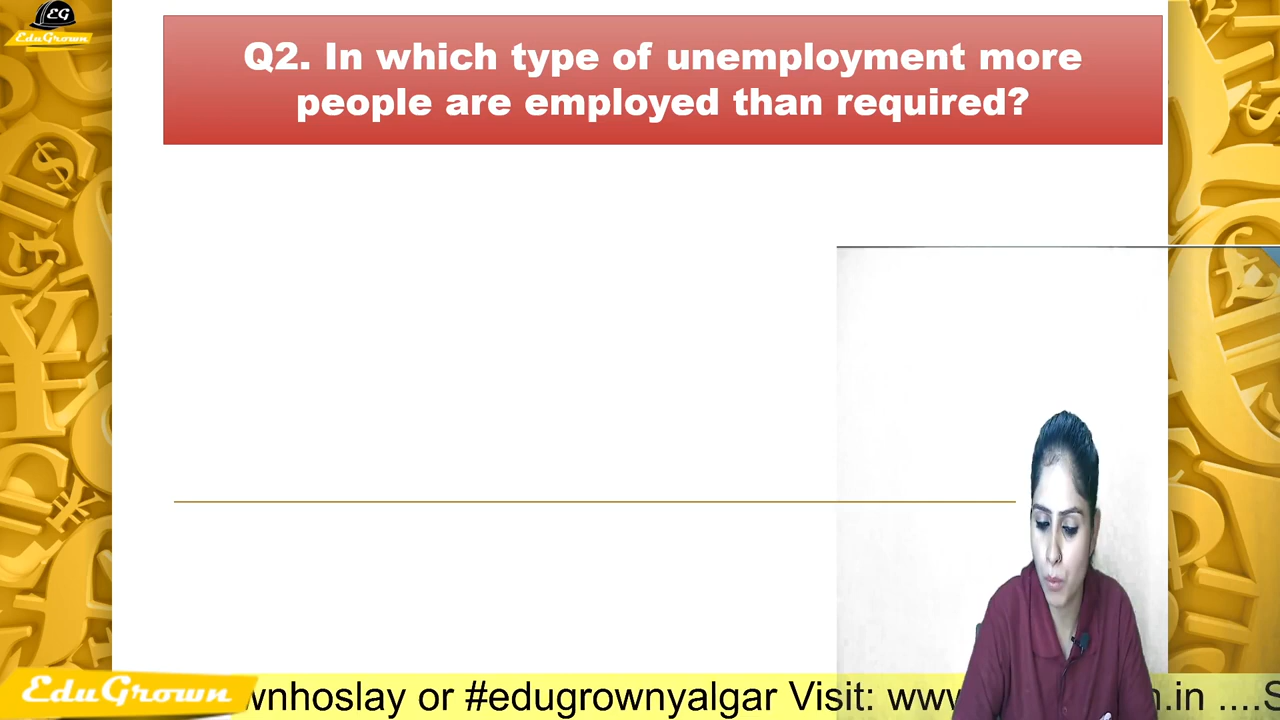 EG
EduGrown
Q2. In which type of unemployment more
people are employed than required?
EduGrown
wnhoslay or #edugrownyalgar Visit: www .in ....S